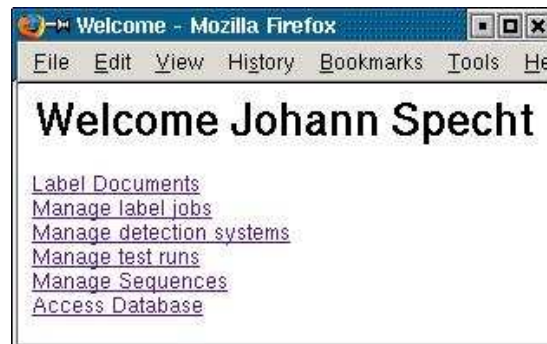 Welcome - Mozilla Firefox
File Edit View History Bookmarks Tools He
Welcome Johann Specht
Label Documents
Manage label jobs
Manage detection systems
Manage test runs
Manage Sequences
Access Database